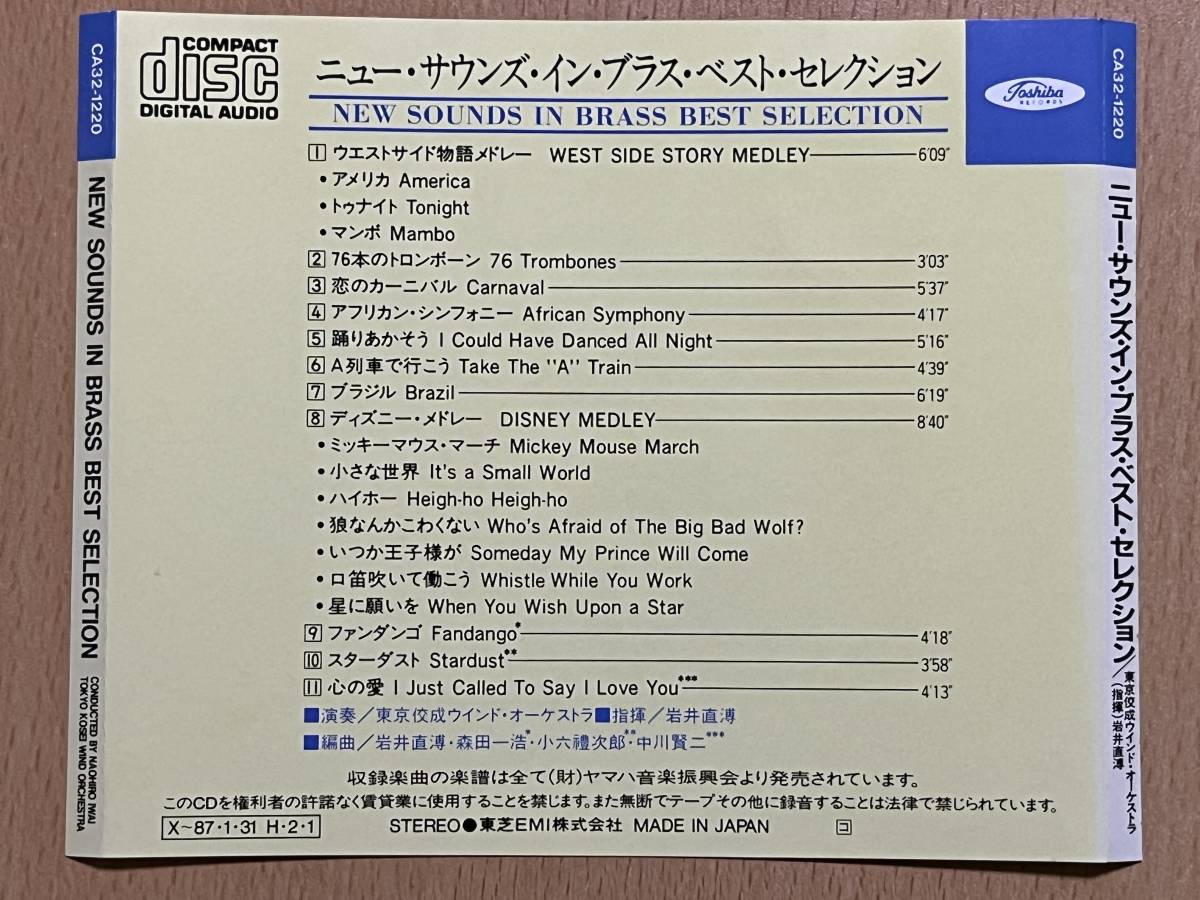 CA32-1220
NEW SOUNDS IN BRASS BEST SELECTION
CONDUCTED BY NAOHIRO IWAI
TOKYO KOSEI WIND ORCHESTRA
COMPACT
disc
DIGITAL AUDIO
ニュー・サウンズ・イン・ブラス・ベスト・セレクション
NEW SOUNDS IN BRASS BEST SELECTION
1 ウエストサイド物語メドレー WEST SIDE STORY MEDLEY 6'09"
・アメリカ America
・トゥナイト Tonight
・マンボ Mambo
2 76本のトロンボーン 76 Trombones 3'03"
3 恋のカーニバル Carnaval 5'37"
4 アフリカン・シンフォニー African Symphony 4'17"
5 踊りあかそう I Could Have Danced All Night 5'16"
6 A列車で行こう Take The "A" Train 4'39"
7 ブラジル Brazil 6'19"
8 ディズニー・メドレー DISNEY MEDLEY 8'40"
・ミッキーマウス・マーチ Mickey Mouse March
・小さな世界 It's a Small World
・ハイホー Heigh-ho Heigh-ho
・狼なんかこわくない Who's Afraid of The Big Bad Wolf?
・いつか王子様が Someday My Prince Will Come
・口笛吹いて働こう Whistle While You Work
・星に願いを When You Wish Upon a Star
9 ファンダンゴ Fandango* 4'18"
10 スターダスト Stardust** 3'58"
11 心の愛 I Just Called To Say I Love You*** 4'13"
■演奏／東京佼成ウインド・オーケストラ■指揮／岩井直溥
■編曲／岩井直溥・森田一浩*・小六禮次郎**・中川賢二***
収録楽曲の楽譜は全て(財)ヤマハ音楽振興会より発売されています。
このCDを権利者の許諾なく賃貸業に使用することを禁じます。また無断でテープその他に録音することは法律で禁じられています。
X～87・1・31 H・2・1 STEREO●東芝EMI株式会社 MADE IN JAPAN コ
Toshiba
RECORDS
CA32-1220
ニュー・サウンズ・イン・ブラス・ベスト・セレクション／東京佼成ウインド・オーケストラ
(指揮)岩井直溥